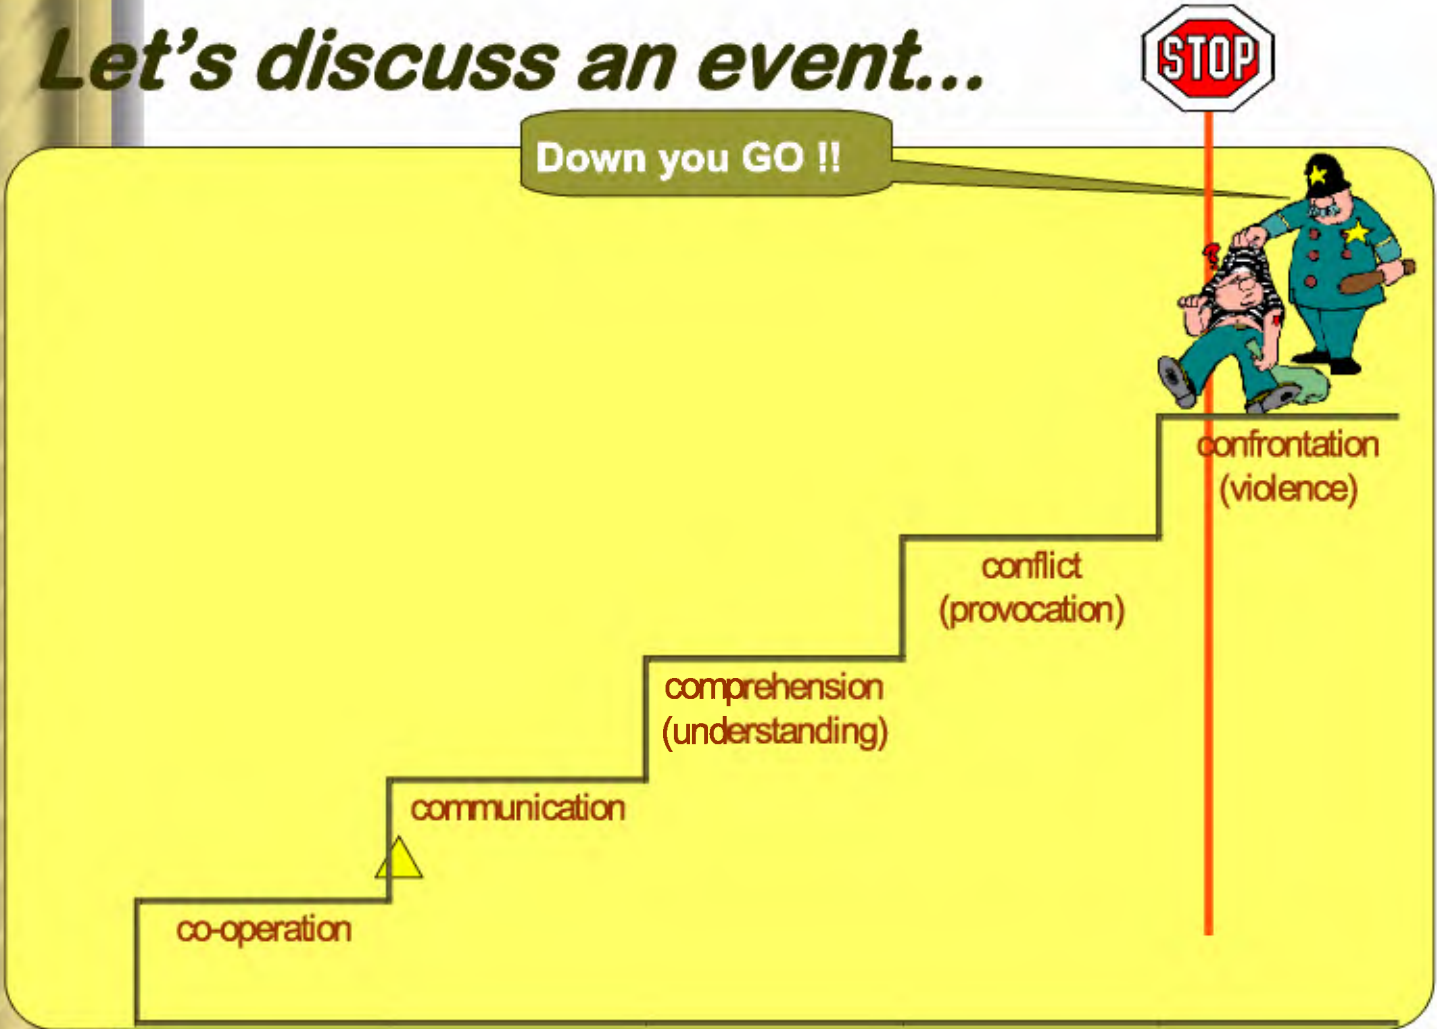 Let's discuss an event...
STOP
Down you GO !!
confrontation
(violence)
conflict
(provocation)
comprehension
(understanding)
communication
co-operation